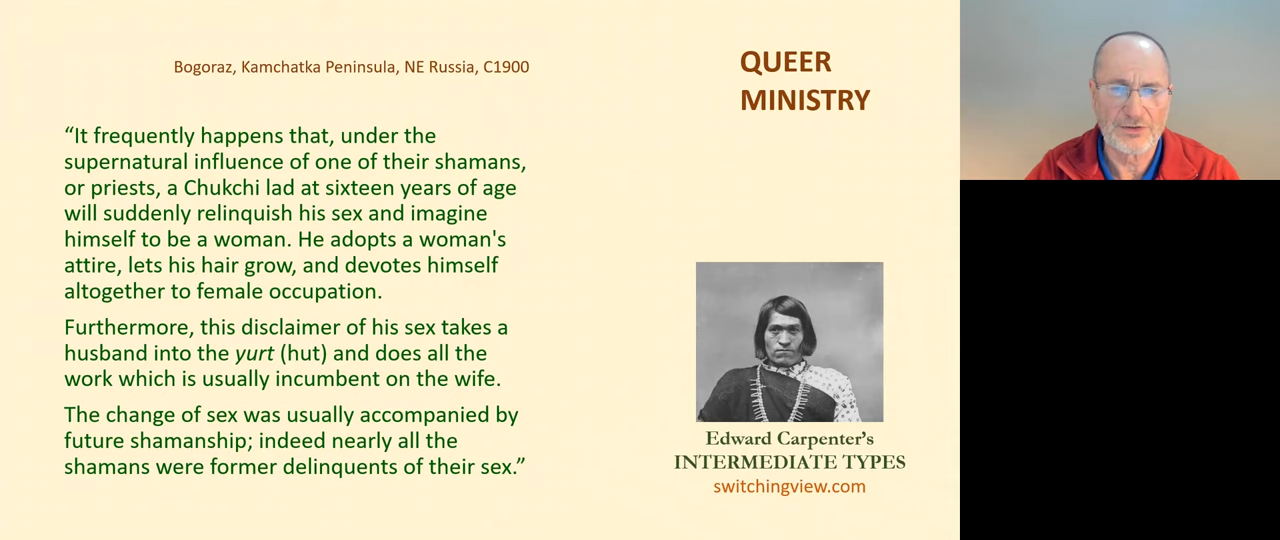 Bogoraz, Kamchatka Peninsula, NE Russia, C1900
“It frequently happens that, under the
supernatural influence of one of their shamans,
or priests, a Chukchi lad at sixteen years of age
will suddenly relinquish his sex and imagine
himself to be a woman. He adopts a woman's
attire, lets his hair grow, and devotes himself
altogether to female occupation.
Furthermore, this disclaimer of his sex takes a
husband into the yurt (hut) and does all the
work which is usually incumbent on the wife.
The change of sex was usually accompanied by
future shamanship; indeed nearly all the
shamans were former delinquents of their sex.”
QUEER
MINISTRY
Edward Carpenter’s
INTERMEDIATE TYPES
switchingview.com